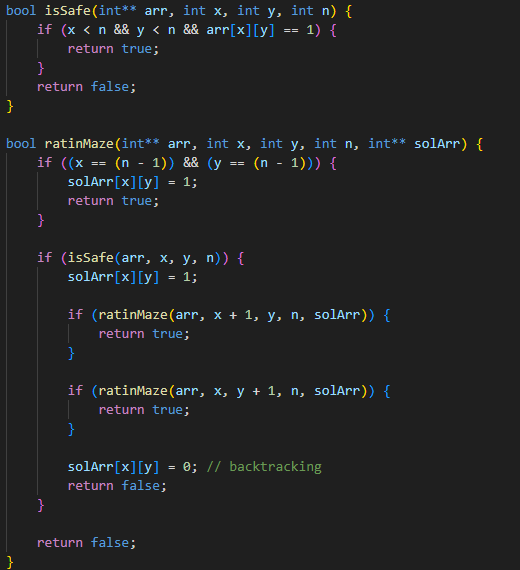 bool isSafe(int** arr, int x, int y, int n) {
    if (x < n && y < n && arr[x][y] == 1) {
        return true;
    }
    return false;
}

bool ratinMaze(int** arr, int x, int y, int n, int** solArr) {
    if ((x == (n - 1)) && (y == (n - 1))) {
        solArr[x][y] = 1;
        return true;
    }

    if (isSafe(arr, x, y, n)) {
        solArr[x][y] = 1;

        if (ratinMaze(arr, x + 1, y, n, solArr)) {
            return true;
        }

        if (ratinMaze(arr, x, y + 1, n, solArr)) {
            return true;
        }

        solArr[x][y] = 0; // backtracking
        return false;
    }

    return false;
}